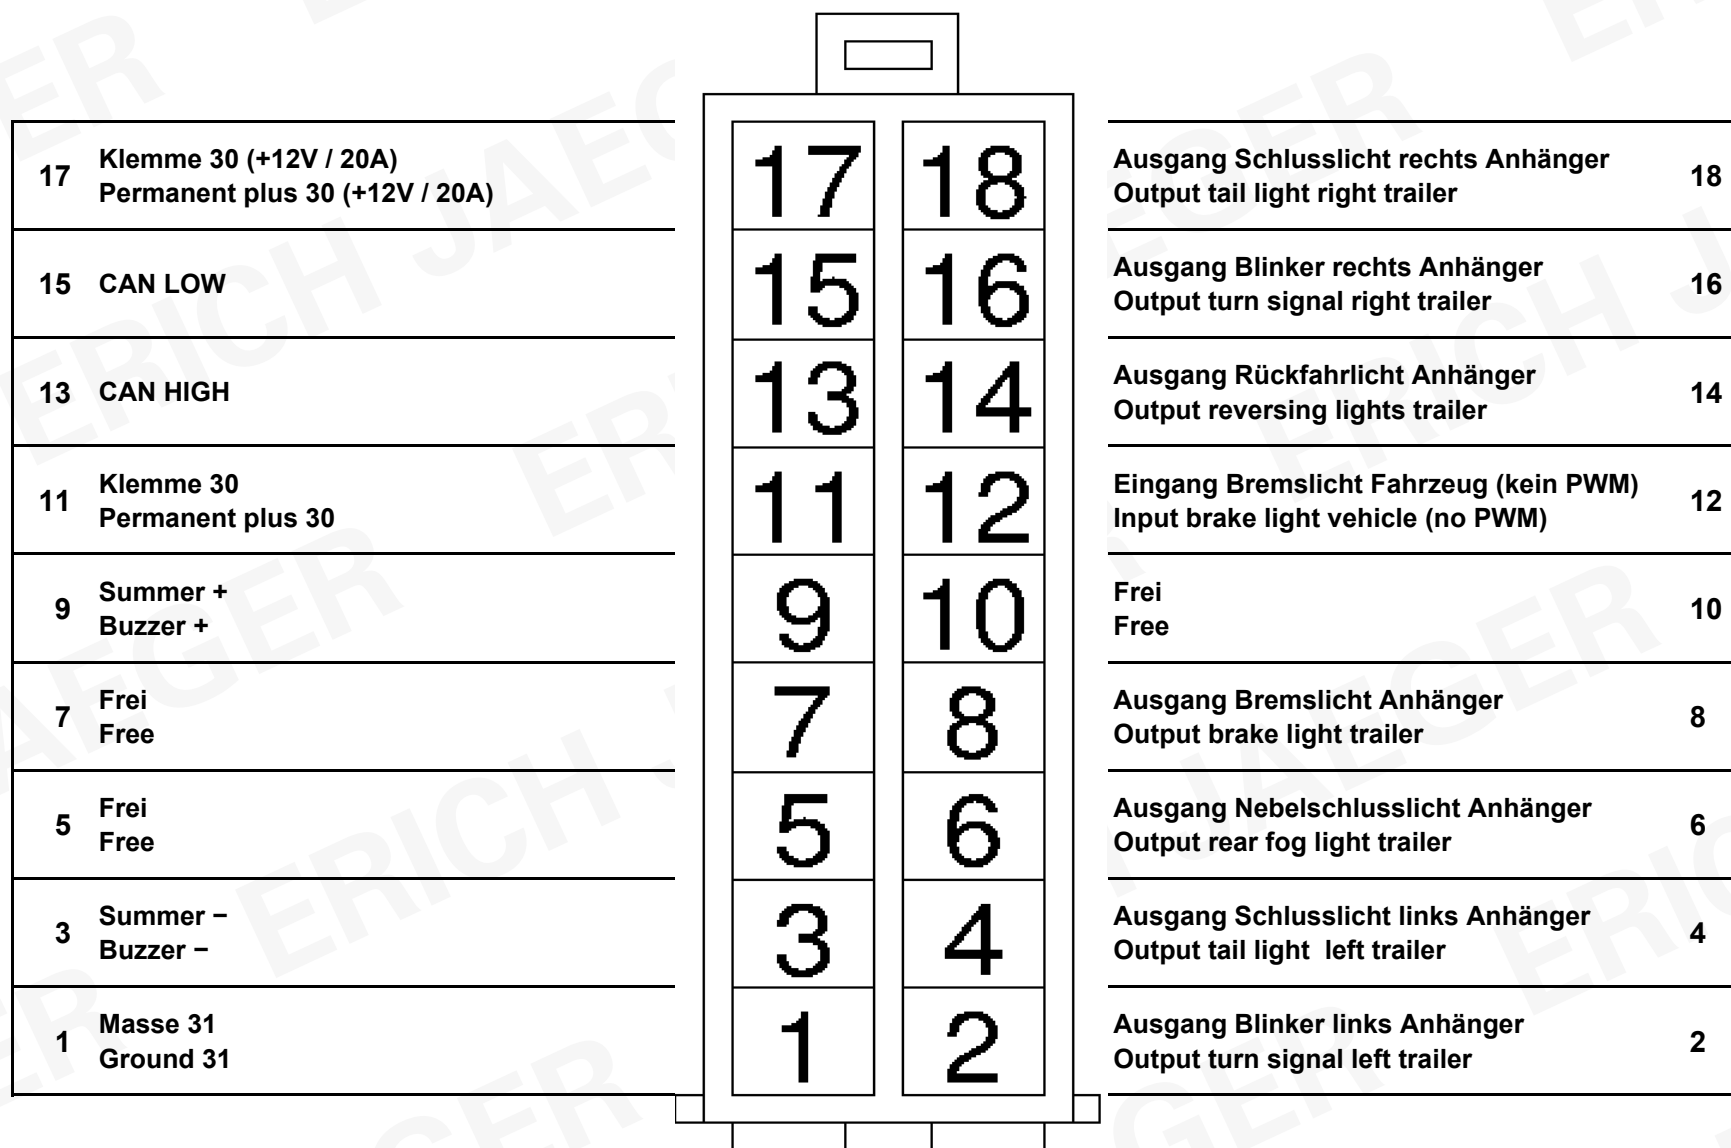 17 Klemme 30 (+12V / 20A)
Permanent plus 30 (+12V / 20A)
15 CAN LOW
13 CAN HIGH
11 Klemme 30
Permanent plus 30
9 Summer +
Buzzer +
7 Frei
Free
5 Frei
Free
3 Summer −
Buzzer −
1 Masse 31
Ground 31
17 18
15 16
13 14
11 12
9 10
7 8
5 6
3 4
1 2
Ausgang Schlusslicht rechts Anhänger 18
Output tail light right trailer
Ausgang Blinker rechts Anhänger 16
Output turn signal right trailer
Ausgang Rückfahrlicht Anhänger 14
Output reversing lights trailer
Eingang Bremslicht Fahrzeug (kein PWM) 12
Input brake light vehicle (no PWM)
Frei 10
Free
Ausgang Bremslicht Anhänger 8
Output brake light trailer
Ausgang Nebelschlusslicht Anhänger 6
Output rear fog light trailer
Ausgang Schlusslicht links Anhänger 4
Output tail light left trailer
Ausgang Blinker links Anhänger 2
Output turn signal left trailer
ERICH JAEGER